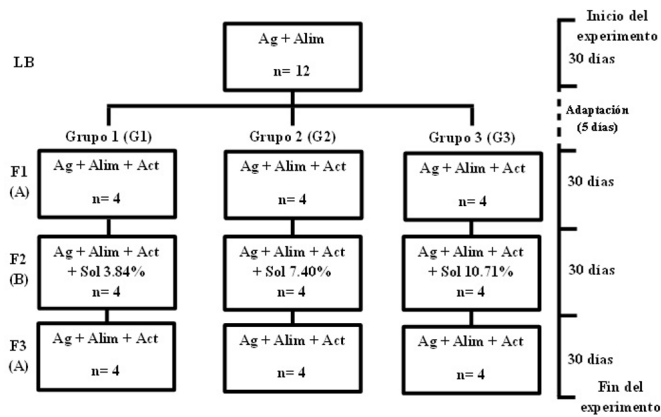 Inicio del
experimento
LB
Ag + Alim
n= 12
30 días
Adaptación
(5 días)
Grupo 1 (G1)
Grupo 2 (G2)
Grupo 3 (G3)
F1
(A)
Ag + Alim + Act
n= 4
Ag + Alim + Act
n= 4
Ag + Alim + Act
n= 4
30 días
F2
(B)
Ag + Alim + Act
+ Sol 3.84%
n= 4
Ag + Alim + Act
+ Sol 7.40%
n= 4
Ag + Alim + Act
+ Sol 10.71%
n= 4
30 días
F3
(A)
Ag + Alim + Act
n= 4
Ag + Alim + Act
n= 4
Ag + Alim + Act
n= 4
30 días
Fin del
experimento